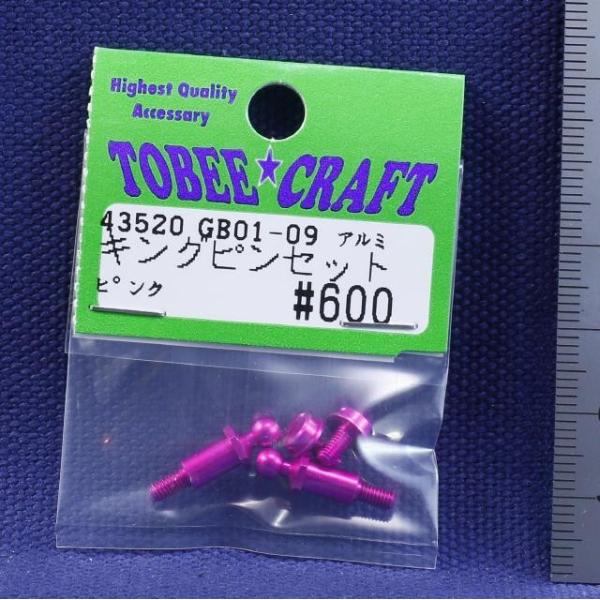 Highest Quality
Accessary
TOBEE★CRAFT
43520 GB01-09 アルミ
キングピンセット
ピンク #600